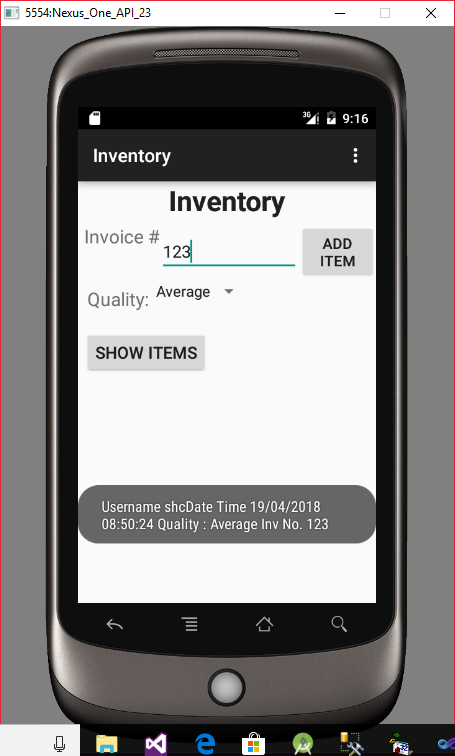 5554:Nexus_One_API_23
3G 9:16
Inventory
Inventory
Invoice # 123 ADD
ITEM
Quality: Average
SHOW ITEMS
Username shcDate Time 19/04/2018
08:50:24 Quality : Average Inv No. 123